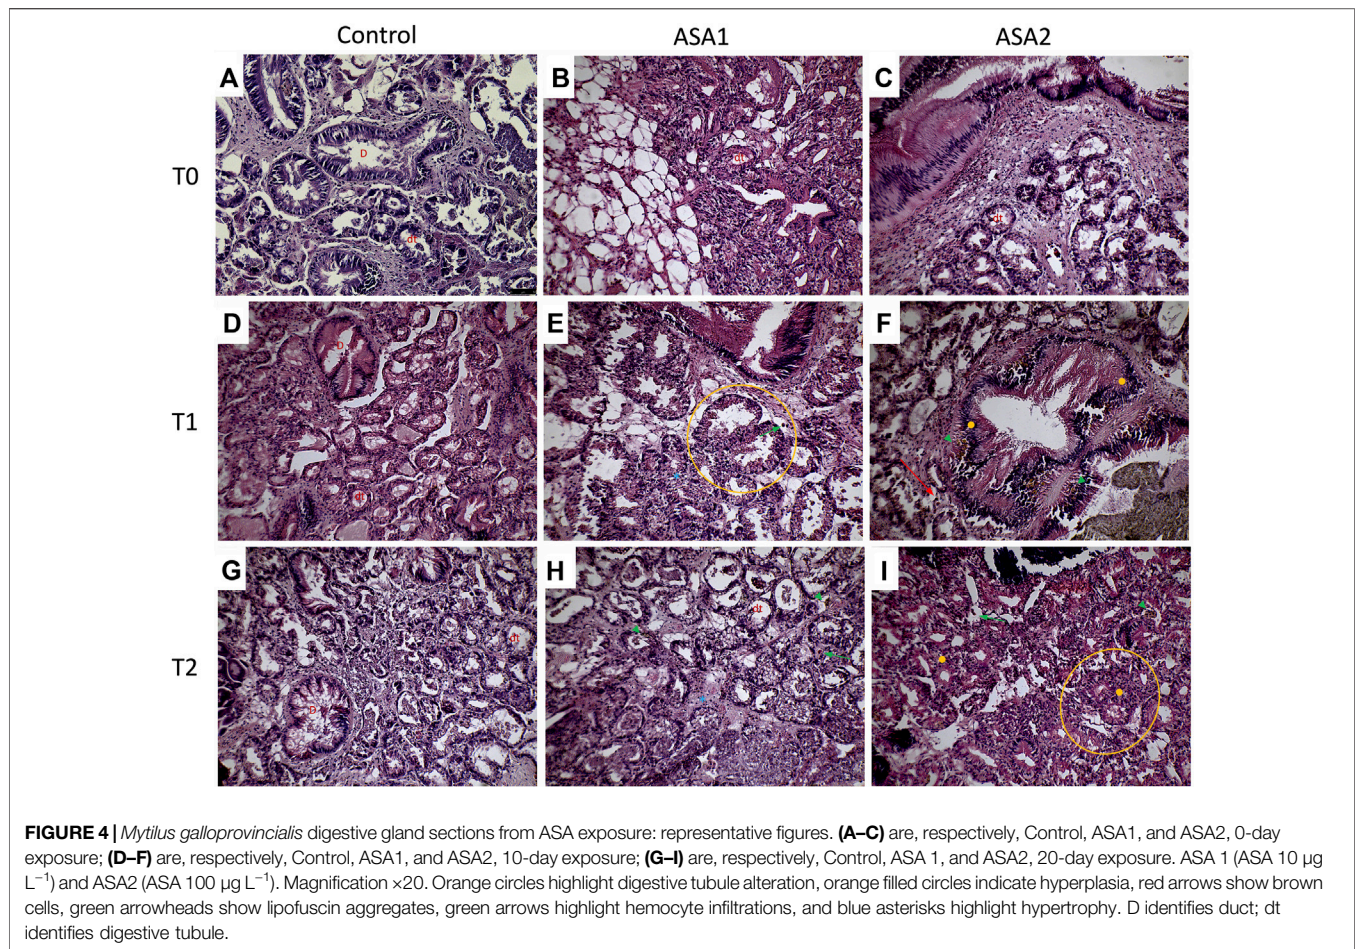 Control ASA1 ASA2
A B C
T0
D
dt
dt
dt
D E F
T1
D
dt
G H I
T2
dt
dt
D
FIGURE 4 | Mytilus galloprovincialis digestive gland sections from ASA exposure: representative figures. (A–C) are, respectively, Control, ASA1, and ASA2, 0-day
exposure; (D–F) are, respectively, Control, ASA1, and ASA2, 10-day exposure; (G–I) are, respectively, Control, ASA 1, and ASA2, 20-day exposure. ASA 1 (ASA 10 µg
L⁻¹) and ASA2 (ASA 100 µg L⁻¹). Magnification ×20. Orange circles highlight digestive tubule alteration, orange filled circles indicate hyperplasia, red arrows show brown
cells, green arrowheads show lipofuscin aggregates, green arrows highlight hemocyte infiltrations, and blue asterisks highlight hypertrophy. D identifies duct; dt
identifies digestive tubule.